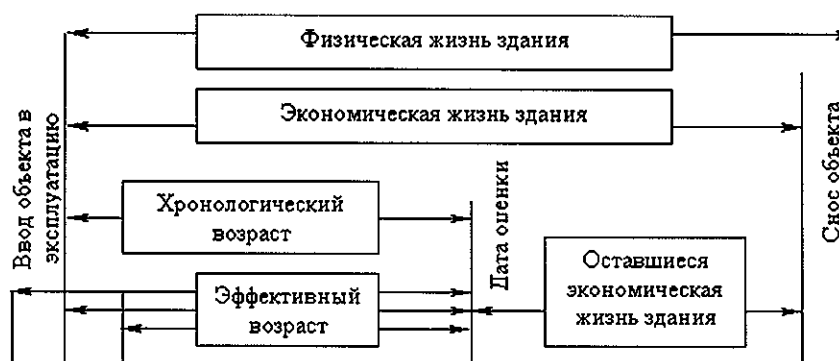 Физическая жизнь здания
Экономическая жизнь здания
Ввод объекта в
эксплуатацию
Хронологический
возраст
Эффективный
возраст
Дата оценки
Оставшиеся
экономическая
жизнь здания
Снос объекта